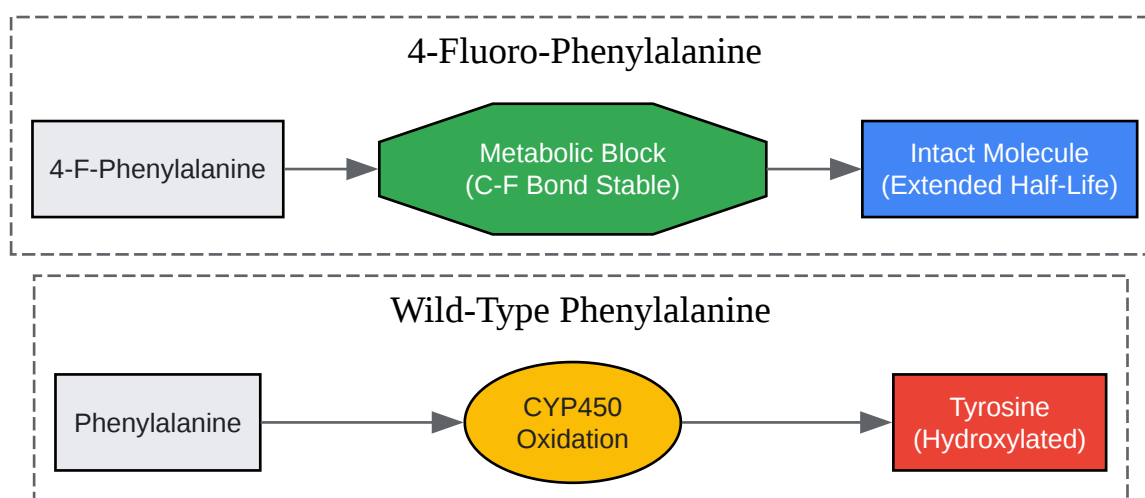 4-Fluoro-Phenylalanine
4-F-Phenylalanine
Metabolic Block
(C-F Bond Stable)
Intact Molecule
(Extended Half-Life)
Wild-Type Phenylalanine
Phenylalanine
CYP450
Oxidation
Tyrosine
(Hydroxylated)